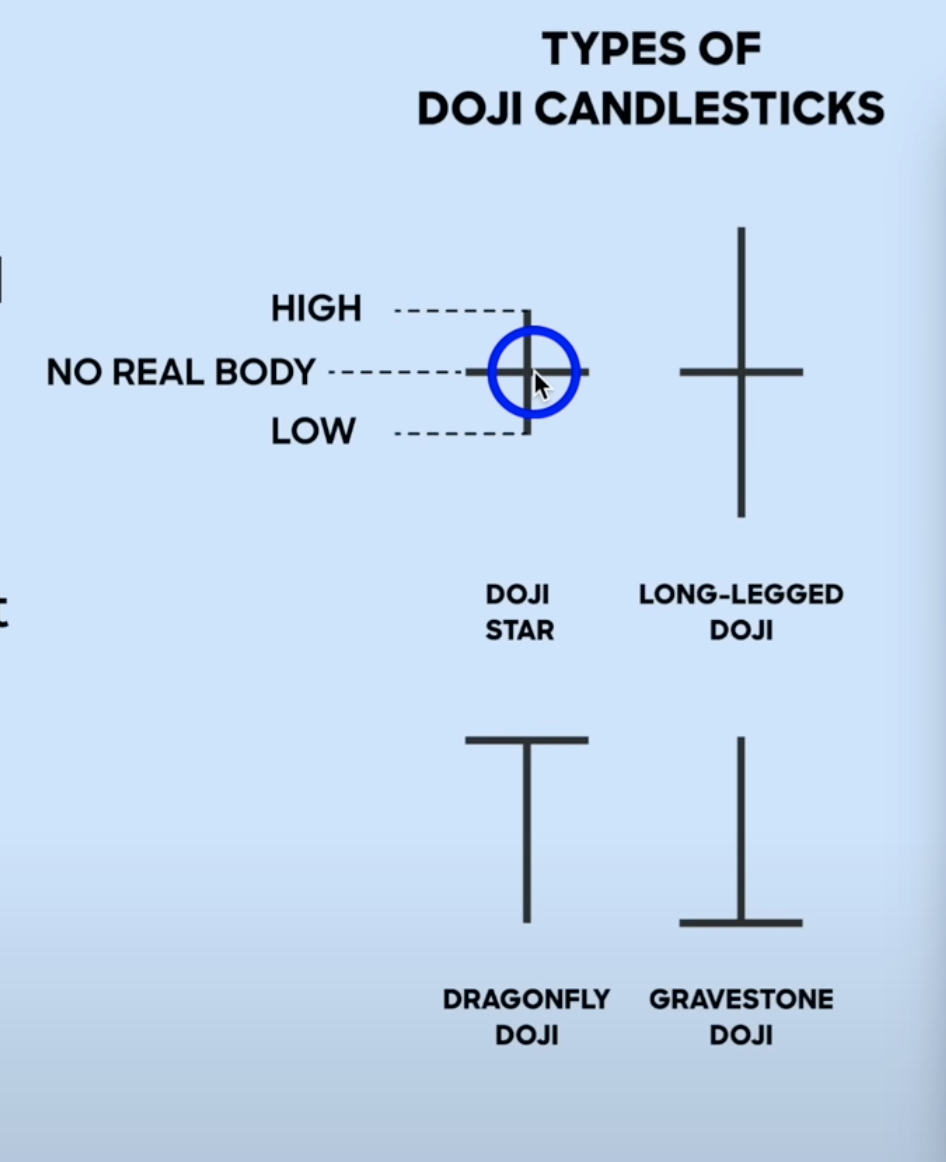 TYPES OF
DOJI CANDLESTICKS
HIGH
NO REAL BODY
LOW
DOJI
STAR
LONG-LEGGED
DOJI
t
DRAGONFLY
DOJI
GRAVESTONE
DOJI